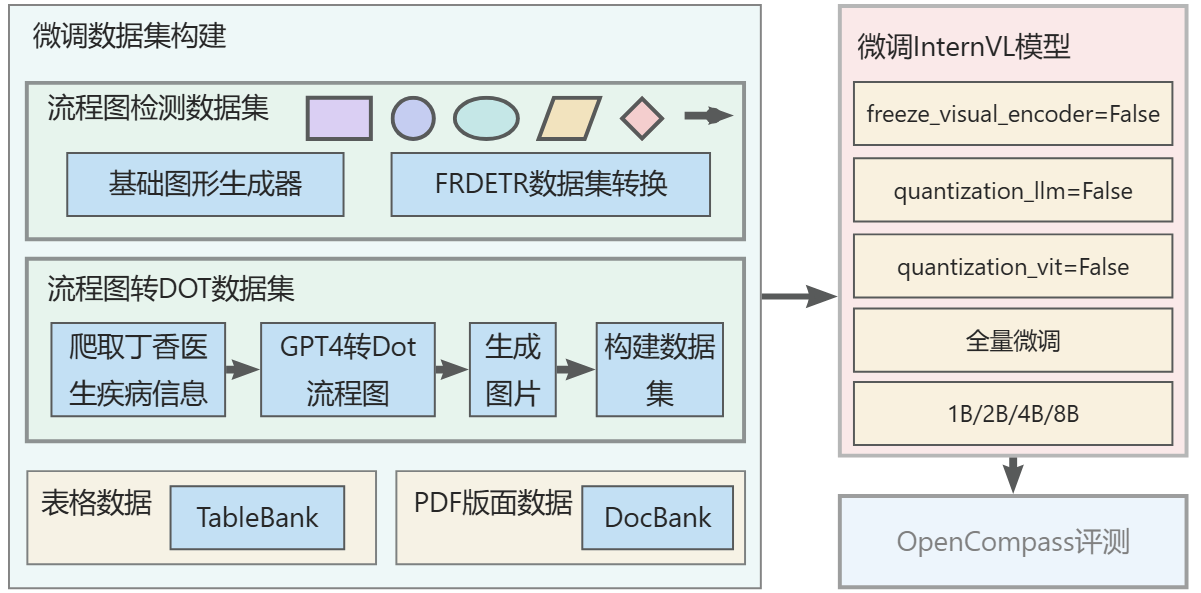 微调数据集构建
流程图检测数据集
基础图形生成器
FRDETR数据集转换
流程图转DOT数据集
爬取丁香医
生疾病信息
GPT4转Dot
流程图
生成
图片
构建数据
集
表格数据
TableBank
PDF版面数据
DocBank
微调InternVL模型
freeze_visual_encoder=False
quantization_llm=False
quantization_vit=False
全量微调
1B/2B/4B/8B
OpenCompass评测